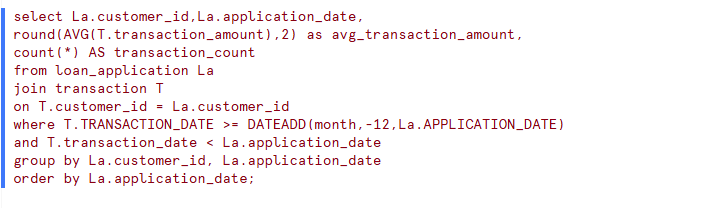 select La.customer_id,La.application_date,
round(AVG(T.transaction_amount),2) as avg_transaction_amount,
count(*) AS transaction_count
from loan_application La
join transaction T
on T.customer_id = La.customer_id
where T.TRANSACTION_DATE >= DATEADD(month,-12,La.APPLICATION_DATE)
and T.transaction_date < La.application_date
group by La.customer_id, La.application_date
order by La.application_date;